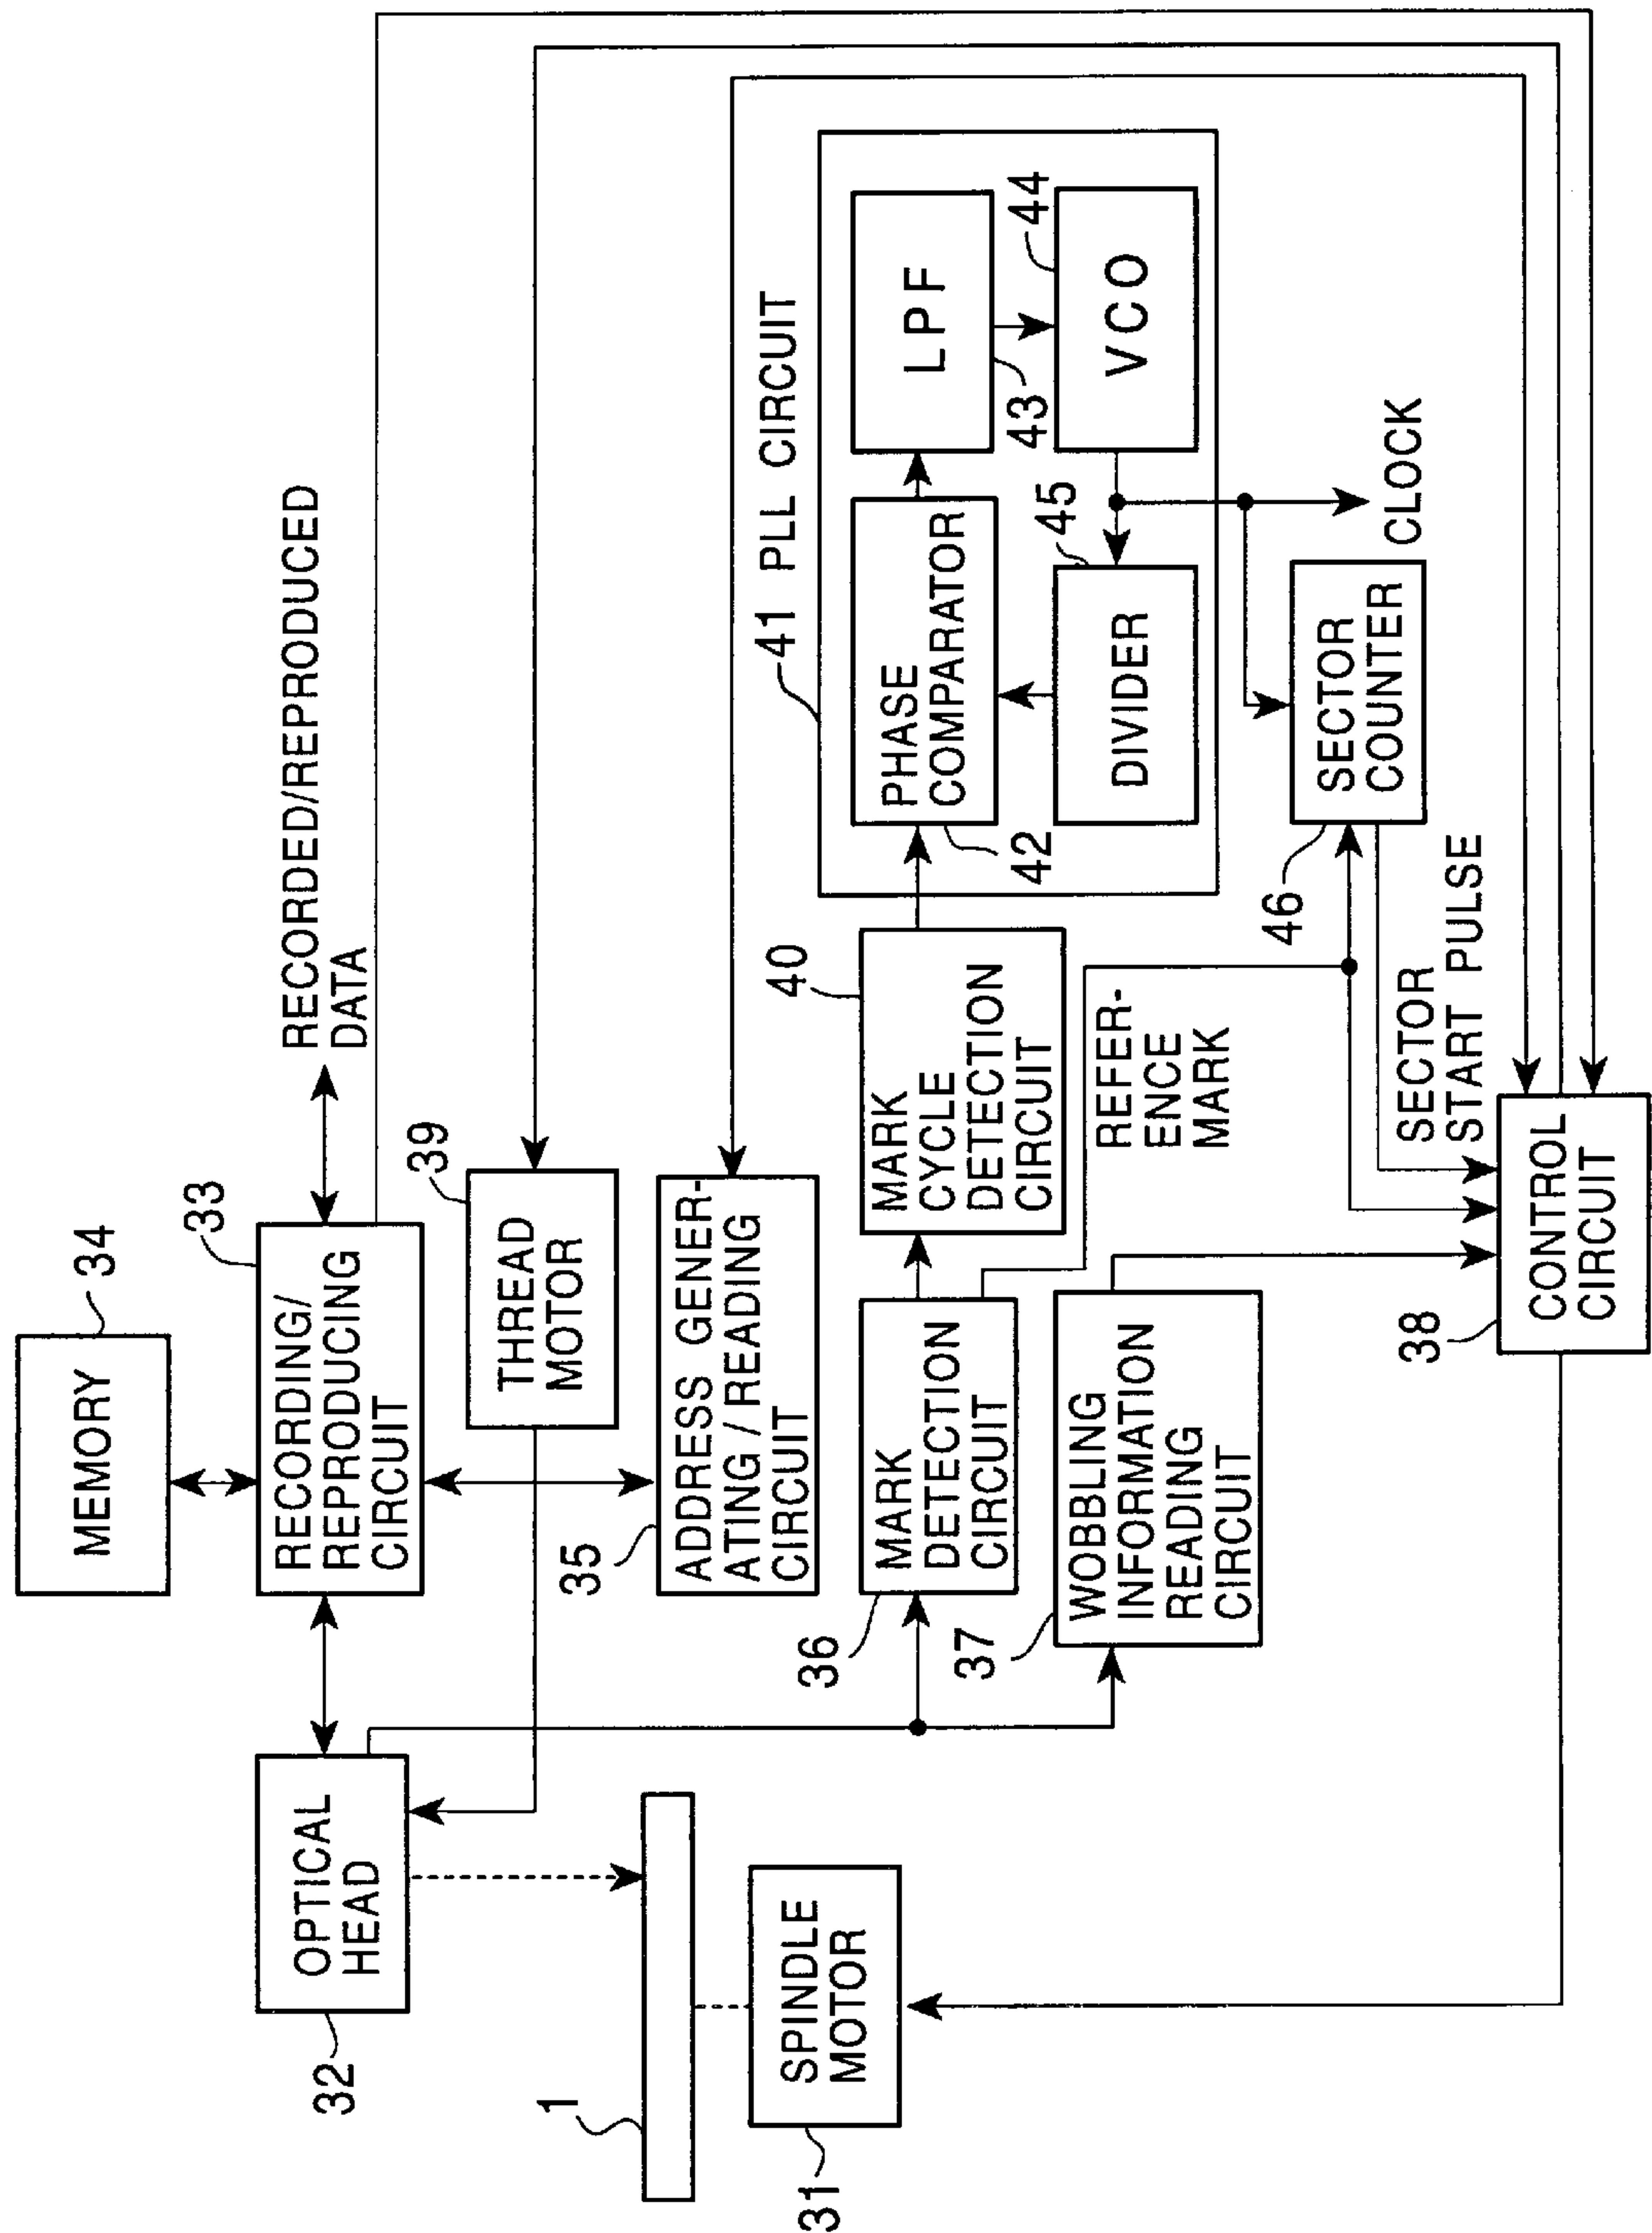 MEMORY
34
RECORDING/
REPRODUCING
CIRCUIT
33
RECORDED/REPRODUCED
DATA
OPTICAL
HEAD
32
THREAD
MOTOR
39
1
ADDRESS GENER-
ATING / READING
CIRCUIT
35
SPINDLE
MOTOR
31
MARK
DETECTION
CIRCUIT
36
MARK
CYCLE
DETECTION
CIRCUIT
40
41 PLL CIRCUIT
PHASE
COMPARATOR
42
LPF
43
VCO
44
DIVIDER
45
WOBBLING
INFORMATION
READING
CIRCUIT
37
REFER-
ENCE
MARK
SECTOR
COUNTER
46
CLOCK
SECTOR
START PULSE
CONTROL
CIRCUIT
38